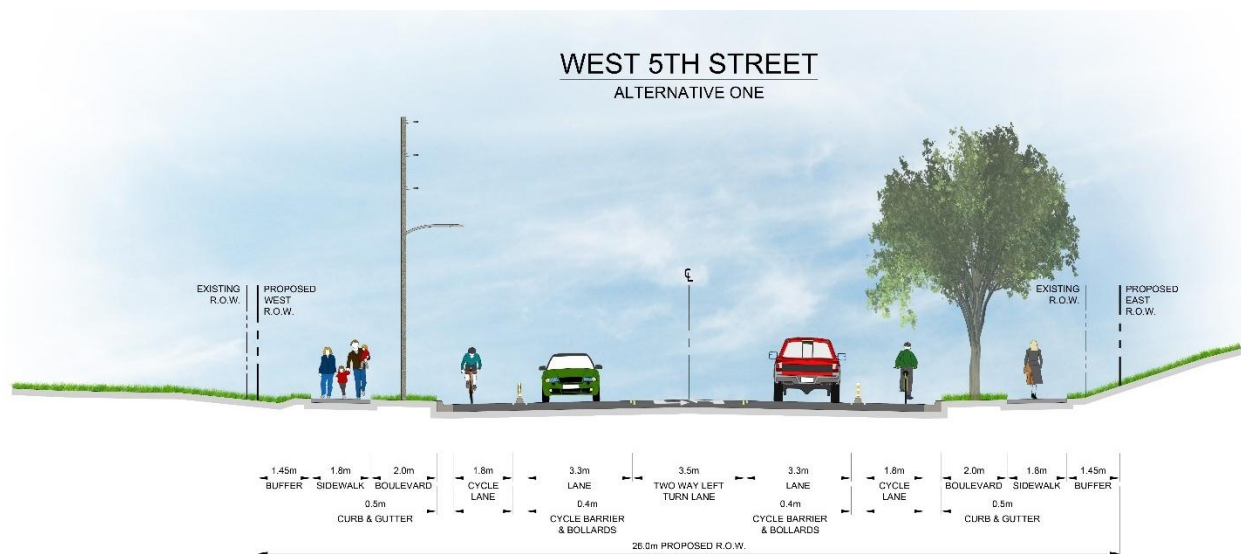 WEST 5TH STREET
ALTERNATIVE ONE
EXISTING
R.O.W.
PROPOSED
WEST
R.O.W.
℄
EXISTING
R.O.W.
PROPOSED
EAST
R.O.W.
1.45m
BUFFER
1.8m
SIDEWALK
2.0m
BOULEVARD
1.8m
CYCLE
LANE
3.3m
LANE
3.5m
TWO WAY LEFT
TURN LANE
3.3m
LANE
1.8m
CYCLE
LANE
2.0m
BOULEVARD
1.8m
SIDEWALK
1.45m
BUFFER
0.5m
CURB & GUTTER
0.4m
CYCLE BARRIER
& BOLLARDS
0.4m
CYCLE BARRIER
& BOLLARDS
0.5m
CURB & GUTTER
26.0m PROPOSED R.O.W.